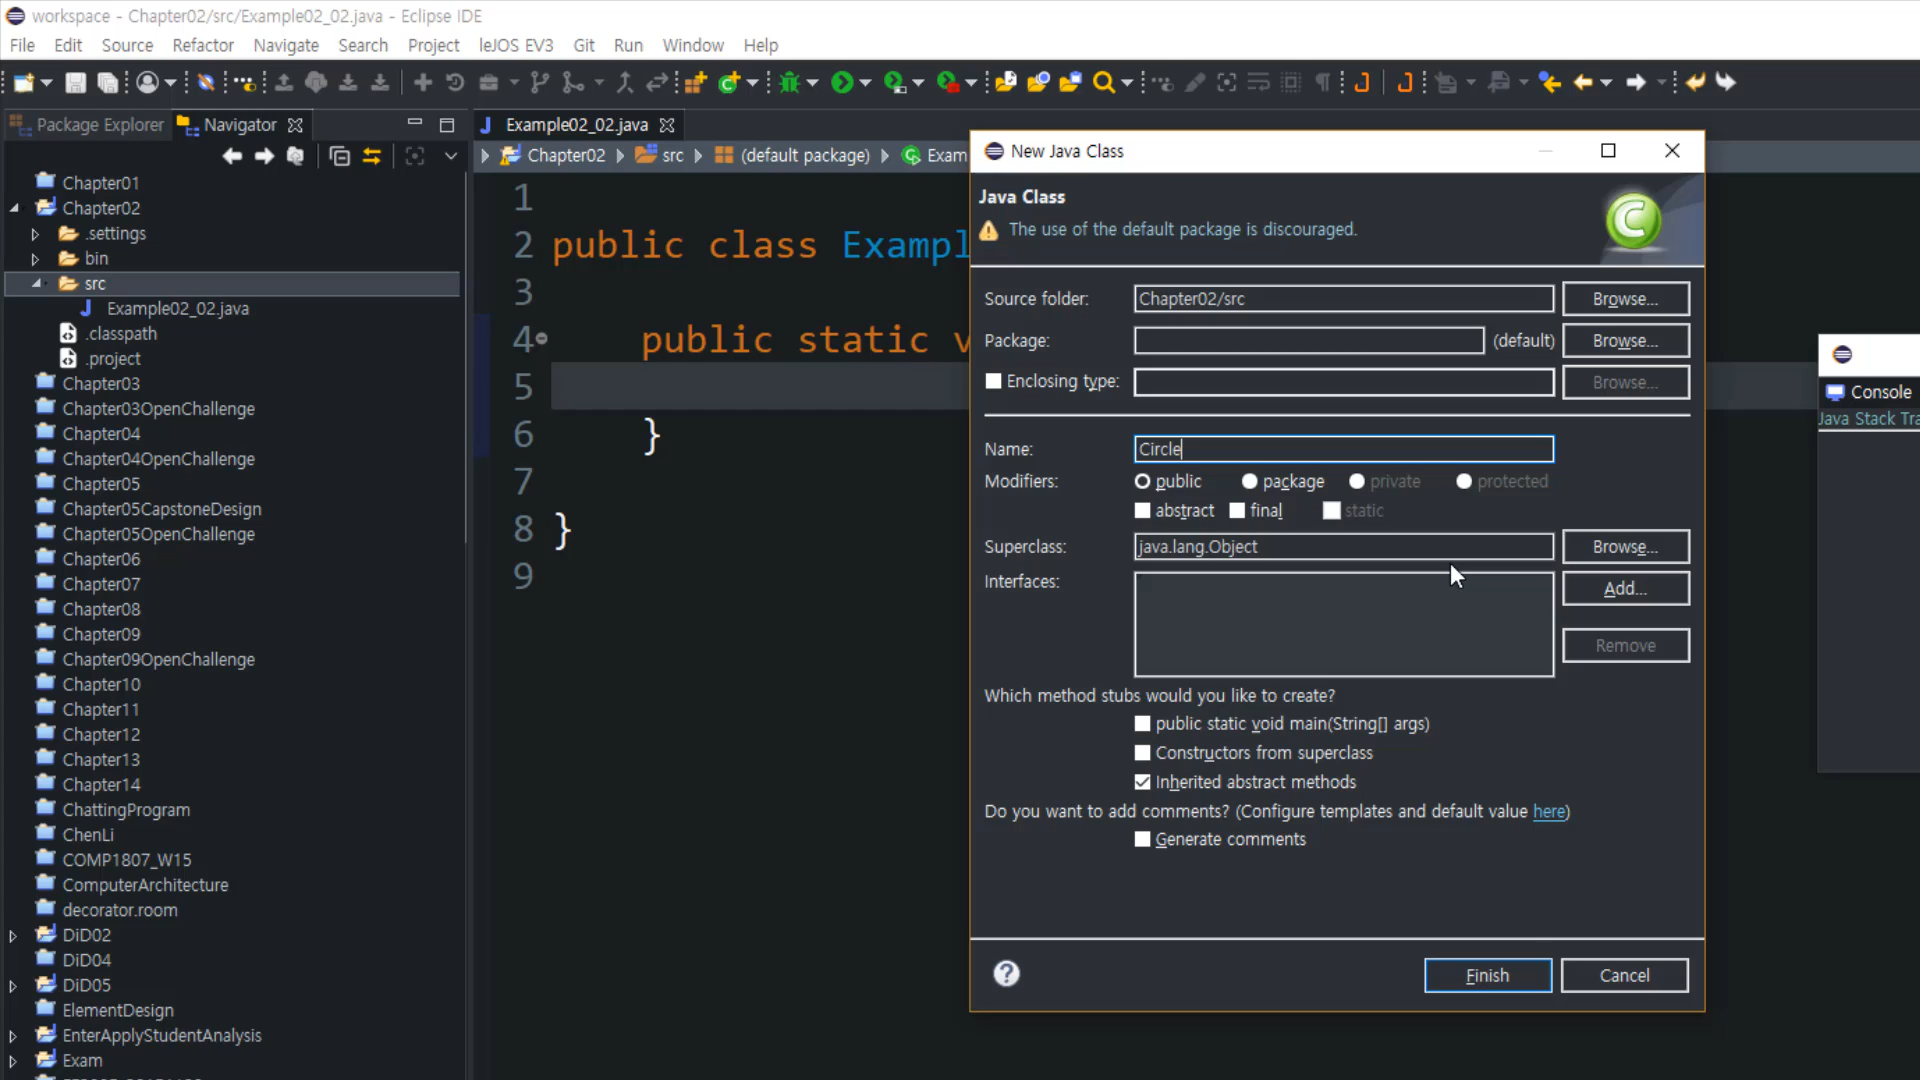 workspace - Chapter02/src/Example02_02.java - Eclipse IDE
File Edit Source Refactor Navigate Search Project leJOS EV3 Git Run Window Help
Package Explorer Navigator
Chapter01
Chapter02
.settings
bin
src
Example02_02.java
.classpath
.project
Chapter03
Chapter03OpenChallenge
Chapter04
Chapter04OpenChallenge
Chapter05
Chapter05CapstoneDesign
Chapter05OpenChallenge
Chapter06
Chapter07
Chapter08
Chapter09
Chapter09OpenChallenge
Chapter10
Chapter11
Chapter12
Chapter13
Chapter14
ChattingProgram
ChenLi
COMP1807_W15
ComputerArchitecture
decorator.room
DiD02
DiD04
DiD05
ElementDesign
EnterApplyStudentAnalysis
Exam
Example02_02.java
Chapter02 src (default package) Exam
1
2 public class Exampl
3
4 public static v
5
6 }
7
8 }
9
New Java Class
Java Class
The use of the default package is discouraged.
Source folder: Chapter02/src Browse...
Package: (default) Browse...
Enclosing type: Browse...
Name: Circle
Modifiers: public package private protected
abstract final static
Superclass: java.lang.Object Browse...
Interfaces: Add...
Remove
Which method stubs would you like to create?
public static void main(String[] args)
Constructors from superclass
Inherited abstract methods
Do you want to add comments? (Configure templates and default value here)
Generate comments
Finish Cancel
Console
Java Stack Tra